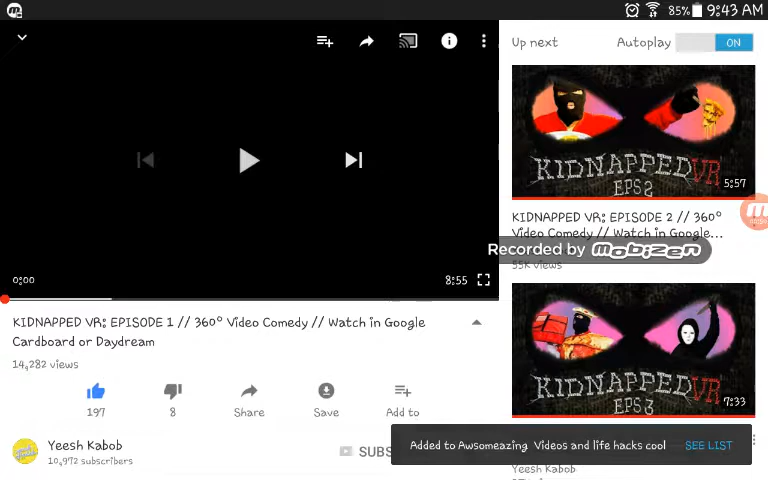 85% 9:43 AM
Up next
Autoplay
ON
KIDNAPPED VR
EPS 2
5:57
KIDNAPPED VR: EPISODE 2 // 360°
Video Comedy // Watch in Google...
Recorded by Mobizen
55K views
0:00
8:55
KIDNAPPED VR: EPISODE 1 // 360° Video Comedy // Watch in Google
Cardboard or Daydream
14,282 views
197
8
Share
Save
Add to
KIDNAPPED VR
EPS 3
7:33
Yeesh Kabob
10,972 subscribers
SUBS
Added to Awsomeazing Videos and life hacks cool
SEE LIST
Yeesh Kabob